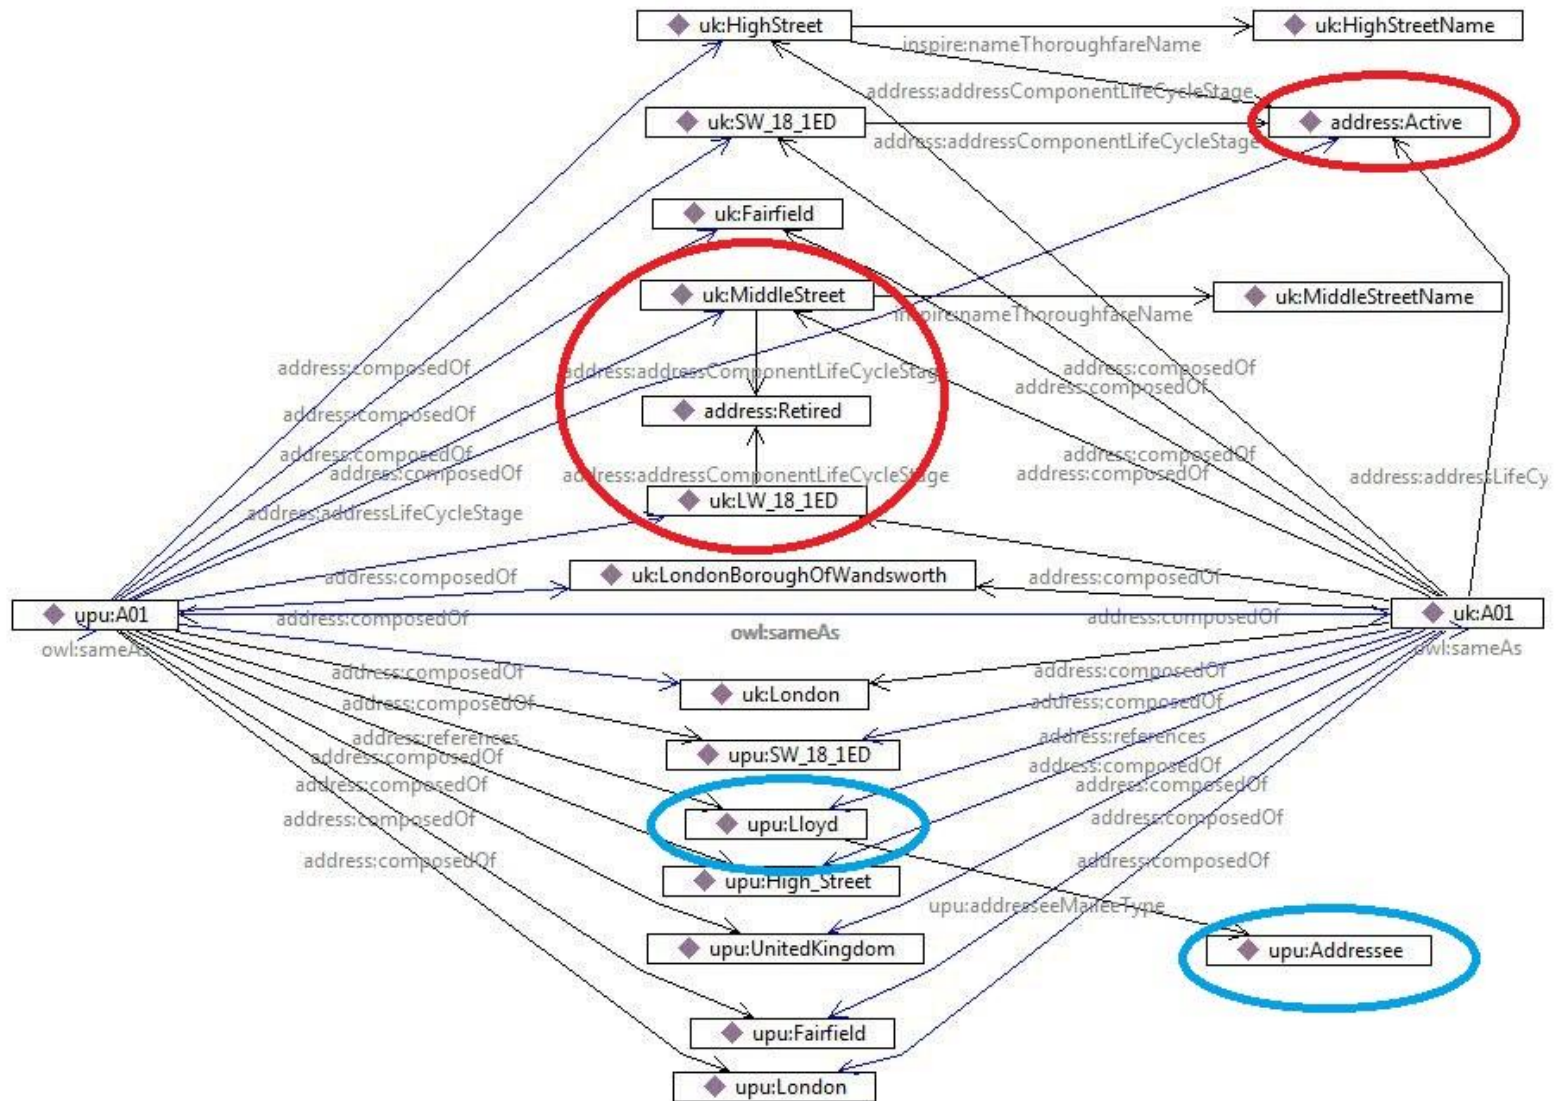 uk:HighStreet
uk:HighStreetName
inspire:nameThoroughfareName
address:addressComponentLifeCycleStage
uk:SW_18_1ED
address:Active
address:addressComponentLifeCycleStage
uk:Fairfield
uk:MiddleStreet
uk:MiddleStreetName
inspire:nameThoroughfareName
address:composedOf
address:addressComponentLifeCycleStage
address:composedOf
address:composedOf
address:composedOf
address:Retired
address:composedOf
address:composedOf
address:composedOf
address:addressComponentLifeCycleStage
address:composedOf
address:composedOf
address:addressLifeCy
uk:LW_18_1ED
address:addressLifeCycleStage
address:composedOf
uk:LondonBoroughOfWandsworth
address:composedOf
upu:A01
address:composedOf
address:composedOf
uk:A01
owl:sameAs
owl:sameAs
owl:sameAs
address:composedOf
address:composedOf
uk:London
address:composedOf
address:composedOf
address:references
address:references
address:composedOf
upu:SW_18_1ED
address:composedOf
address:composedOf
address:composedOf
address:composedOf
upu:Lloyd
address:composedOf
address:composedOf
address:composedOf
upu:High_Street
upu:addresseeMaileeType
upu:UnitedKingdom
upu:Addressee
upu:Fairfield
upu:London